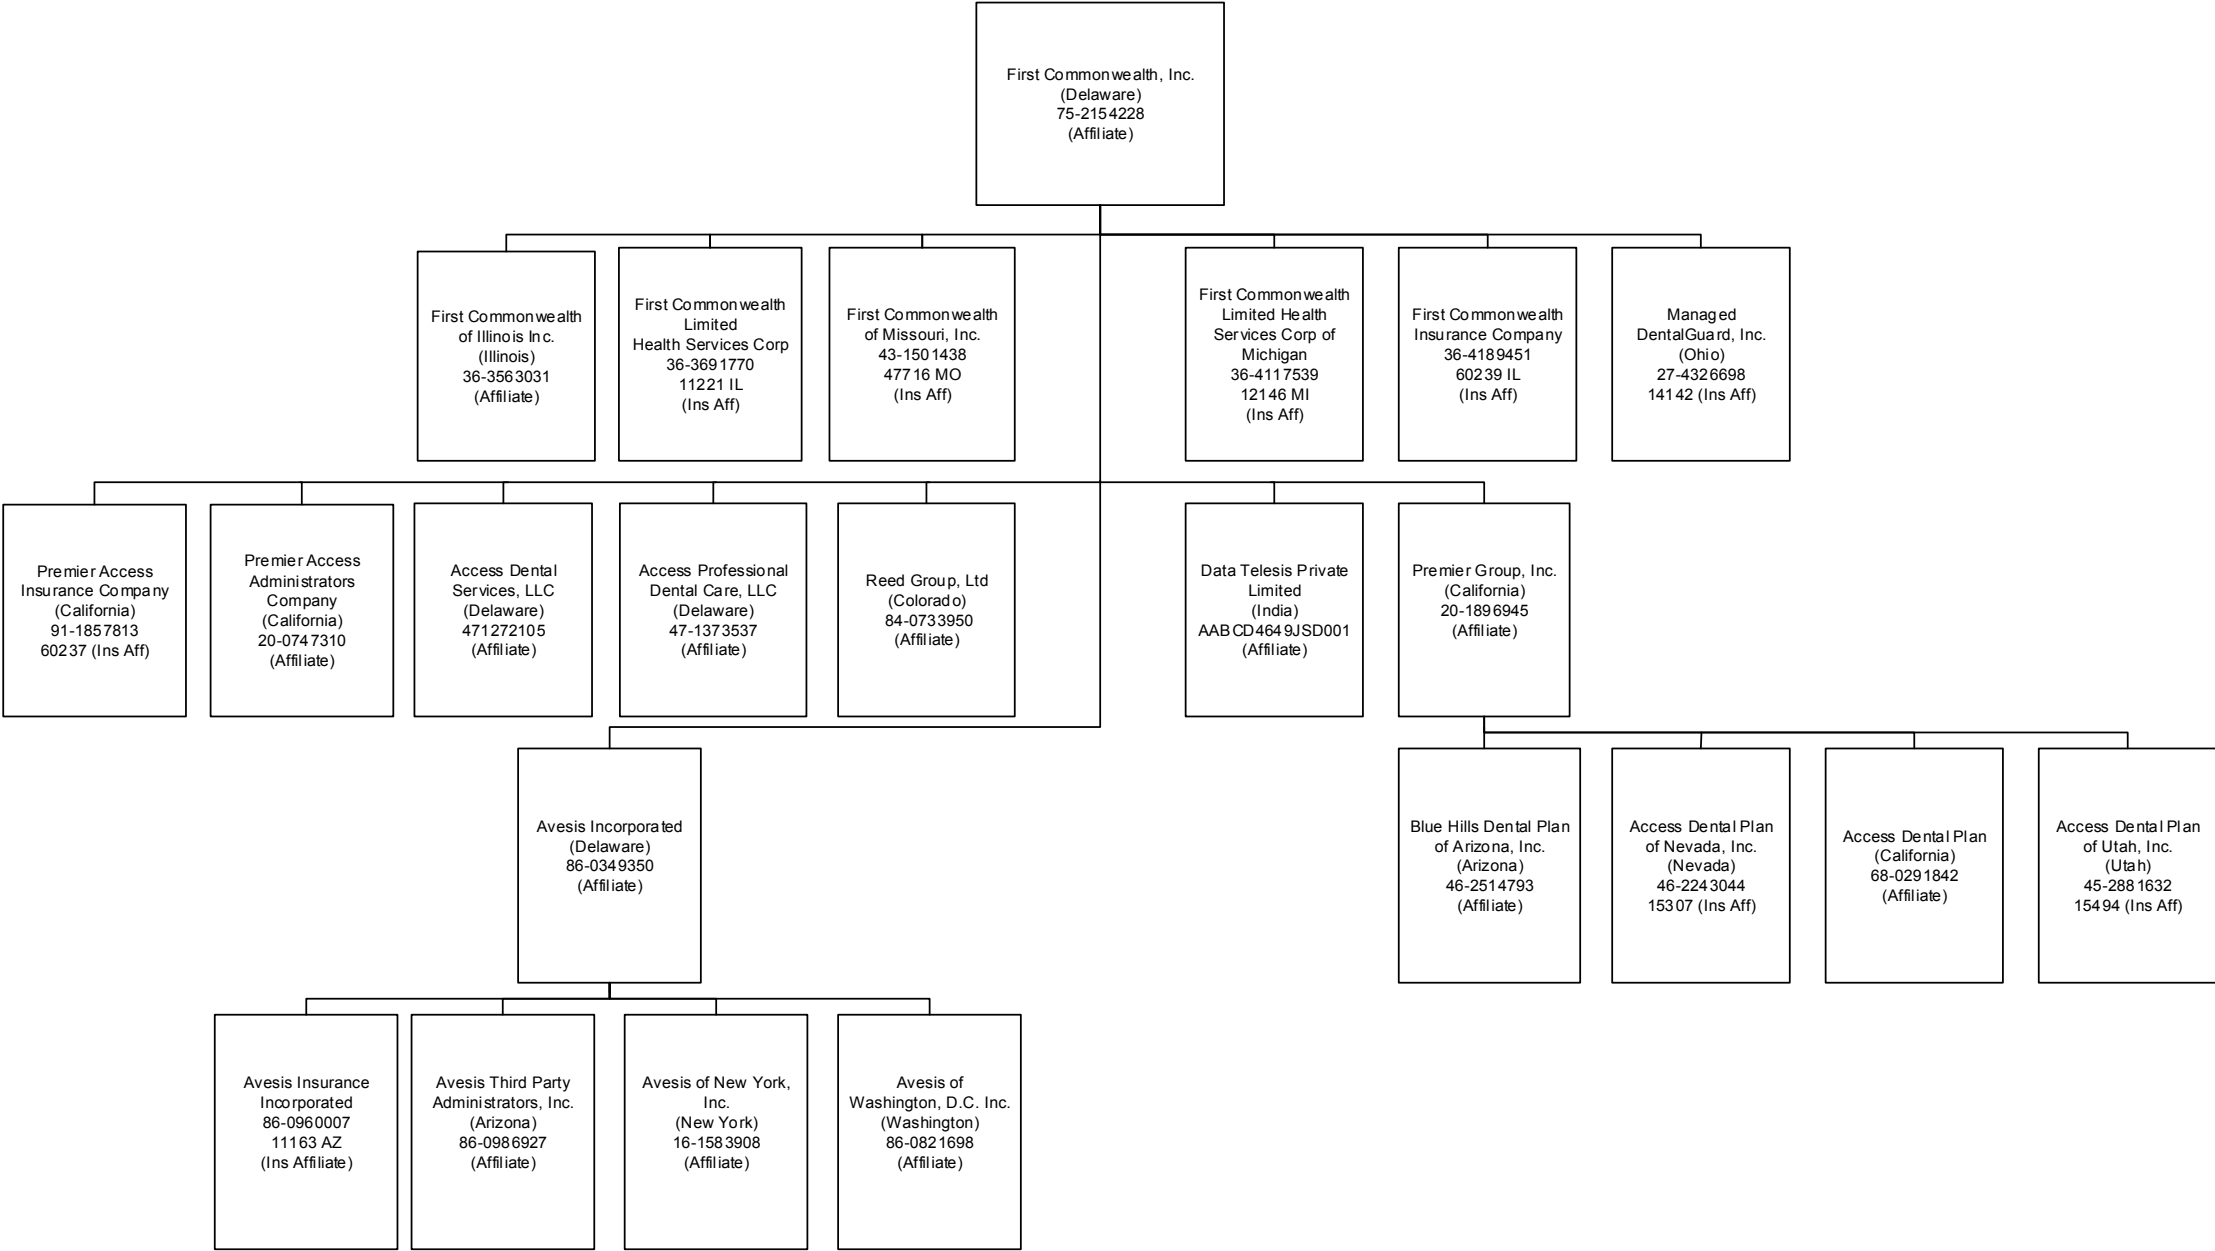 First Commonwealth, Inc.
(Delaware)
75-2154228
(Affiliate)
First Commonwealth
of Illinois Inc.
(Illinois)
36-3563031
(Affiliate)
First Commonwealth
Limited
Health Services Corp
36-3691770
11221 IL
(Ins Aff)
First Commonwealth
of Missouri, Inc.
43-1501438
47716 MO
(Ins Aff)
First Commonwealth
Limited Health
Services Corp of
Michigan
36-4117539
12146 MI
(Ins Aff)
First Commonwealth
Insurance Company
36-4189451
60239 IL
(Ins Aff)
Managed
DentalGuard, Inc.
(Ohio)
27-4326698
14142 (Ins Aff)
Premier Access
Insurance Company
(California)
91-1857813
60237 (Ins Aff)
Premier Access
Administrators
Company
(California)
20-0747310
(Affiliate)
Access Dental
Services, LLC
(Delaware)
471272105
(Affiliate)
Access Professional
Dental Care, LLC
(Delaware)
47-1373537
(Affiliate)
Reed Group, Ltd
(Colorado)
84-0733950
(Affiliate)
Data Telesis Private
Limited
(India)
AABCD4649JSD001
(Affiliate)
Premier Group, Inc.
(California)
20-1896945
(Affiliate)
Avesis Incorporated
(Delaware)
86-0349350
(Affiliate)
Blue Hills Dental Plan
of Arizona, Inc.
(Arizona)
46-2514793
(Affiliate)
Access Dental Plan
of Nevada, Inc.
(Nevada)
46-2243044
15307 (Ins Aff)
Access Dental Plan
(California)
68-0291842
(Affiliate)
Access Dental Plan
of Utah, Inc.
(Utah)
45-2881632
15494 (Ins Aff)
Avesis Insurance
Incorporated
86-0960007
11163 AZ
(Ins Affiliate)
Avesis Third Party
Administrators, Inc.
(Arizona)
86-0986927
(Affiliate)
Avesis of New York,
Inc.
(New York)
16-1583908
(Affiliate)
Avesis of
Washington, D.C. Inc.
(Washington)
86-0821698
(Affiliate)